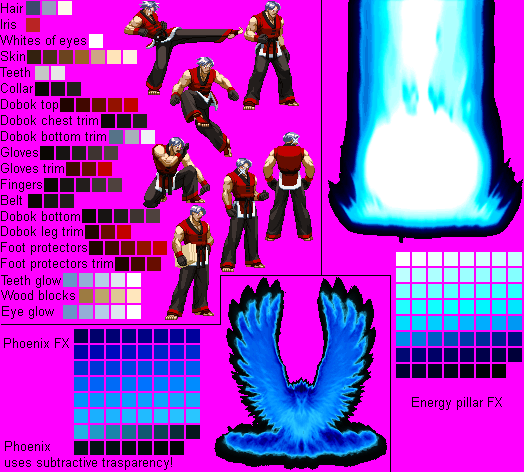 Hair
Iris
Whites of eyes
Skin
Teeth
Collar
Dobok top
Dobok chest trim
Dobok bottom trim
Gloves
Gloves trim
Fingers
Belt
Dobok bottom
Dobok leg trim
Foot protectors
Foot protectors trim
Teeth glow
Wood blocks
Eye glow
Phoenix FX
Phoenix
uses subtractive trasparency!
Energy pillar FX